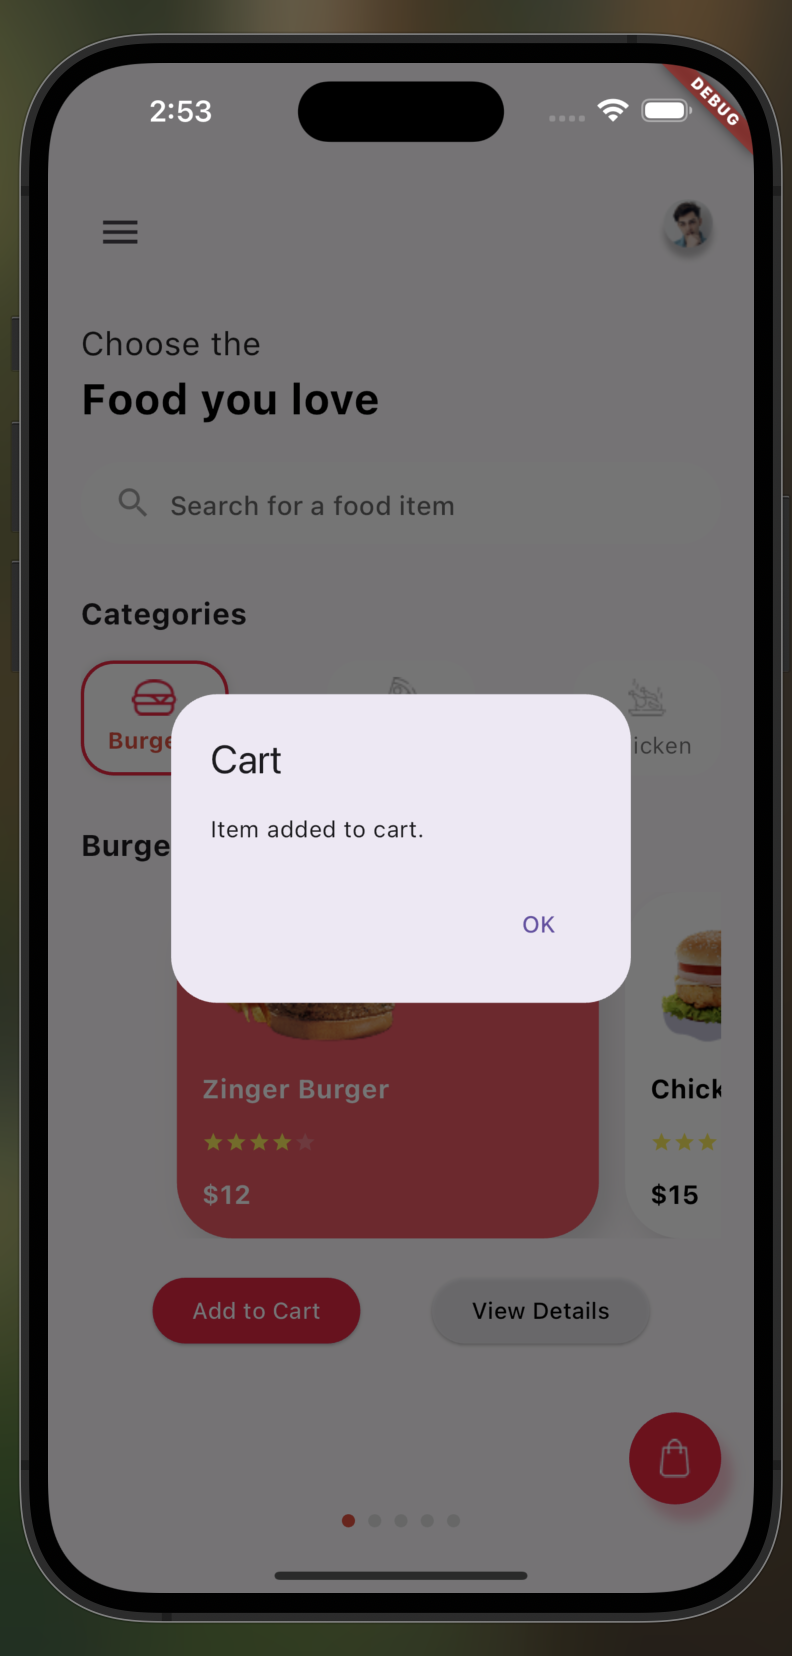 2:53
DEBUG
Choose the
Food you love
Search for a food item
Categories
Burge
icken
Cart
Item added to cart.
OK
Burge
Zinger Burger
Chick
$12
$15
Add to Cart
View Details